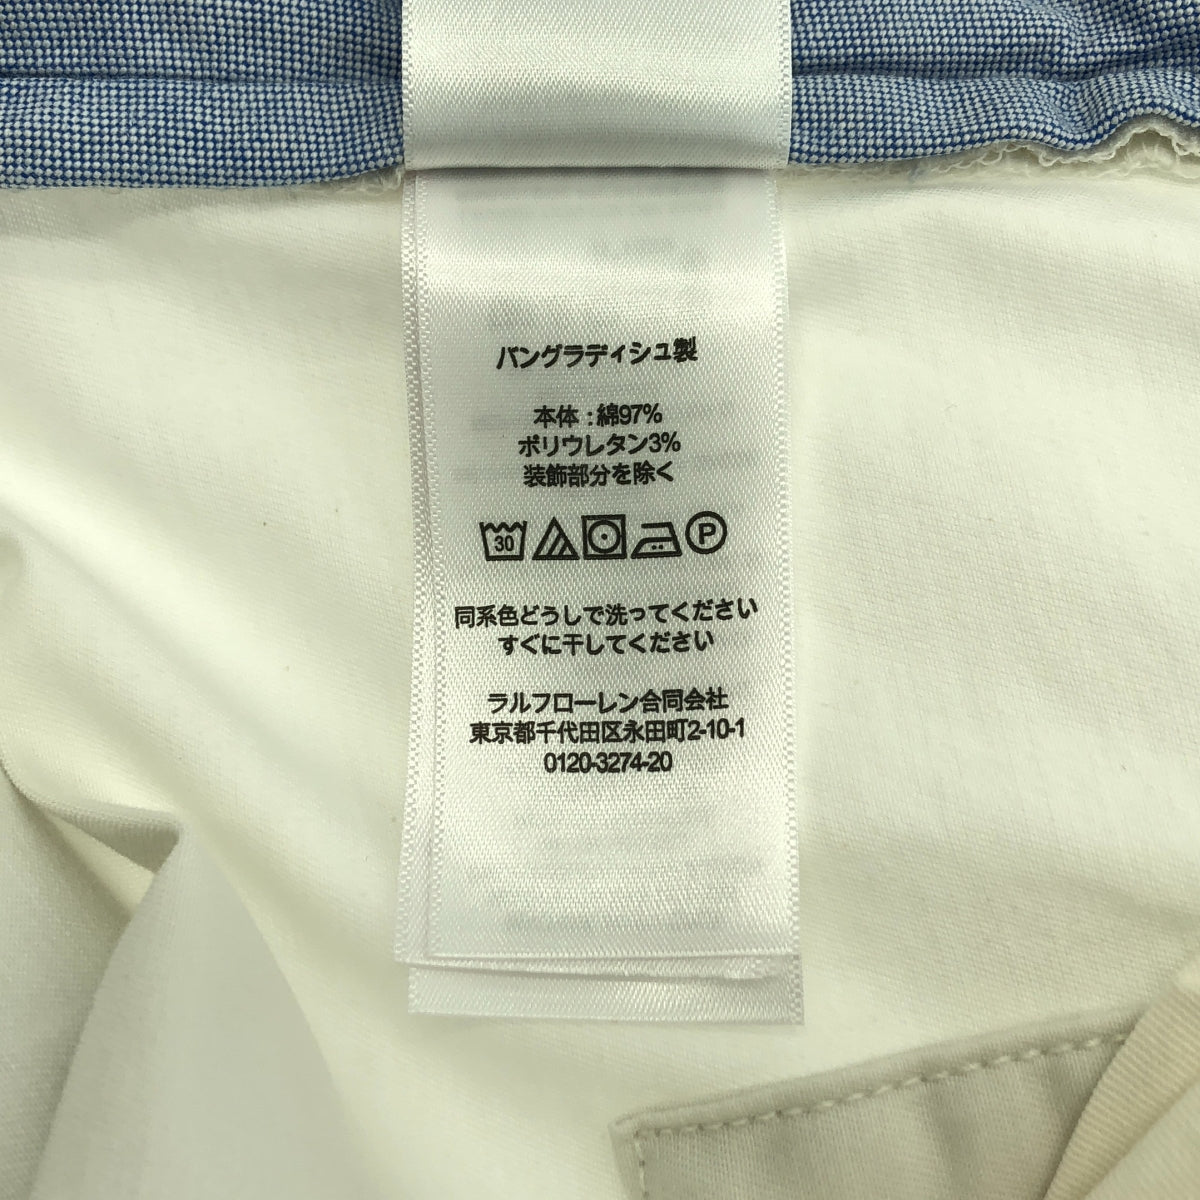 バングラディシュ製
本体 : 綿97%
ポリウレタン3%
装飾部分を除く
30 P
同系色どうしで洗ってください
すぐに干してください
ラルフローレン合同会社
東京都千代田区永田町2-10-1
0120-3274-20